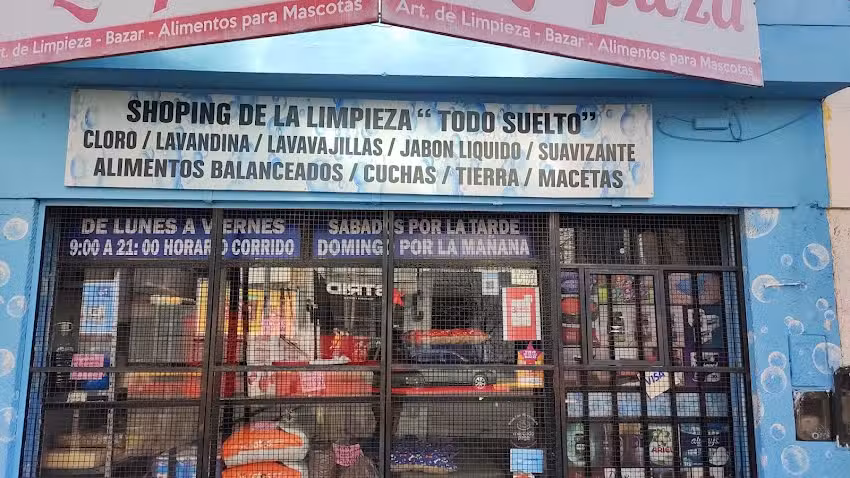 Art. de Limpieza - Bazar - Alimentos para Mascotas
Art. de Limpieza - Bazar - Alimentos para Mascotas
SHOPING DE LA LIMPIEZA “ TODO SUELTO”
CLORO / LAVANDINA / LAVAVAJILLAS / JABON LIQUIDO / SUAVIZANTE
ALIMENTOS BALANCEADOS / CUCHAS / TIERRA / MACETAS
DE LUNES A VIERNES
9:00 A 21: 00 HORARIO CORRIDO
SABADOS POR LA TARDE
DOMINGO POR LA MAÑANA
VISA